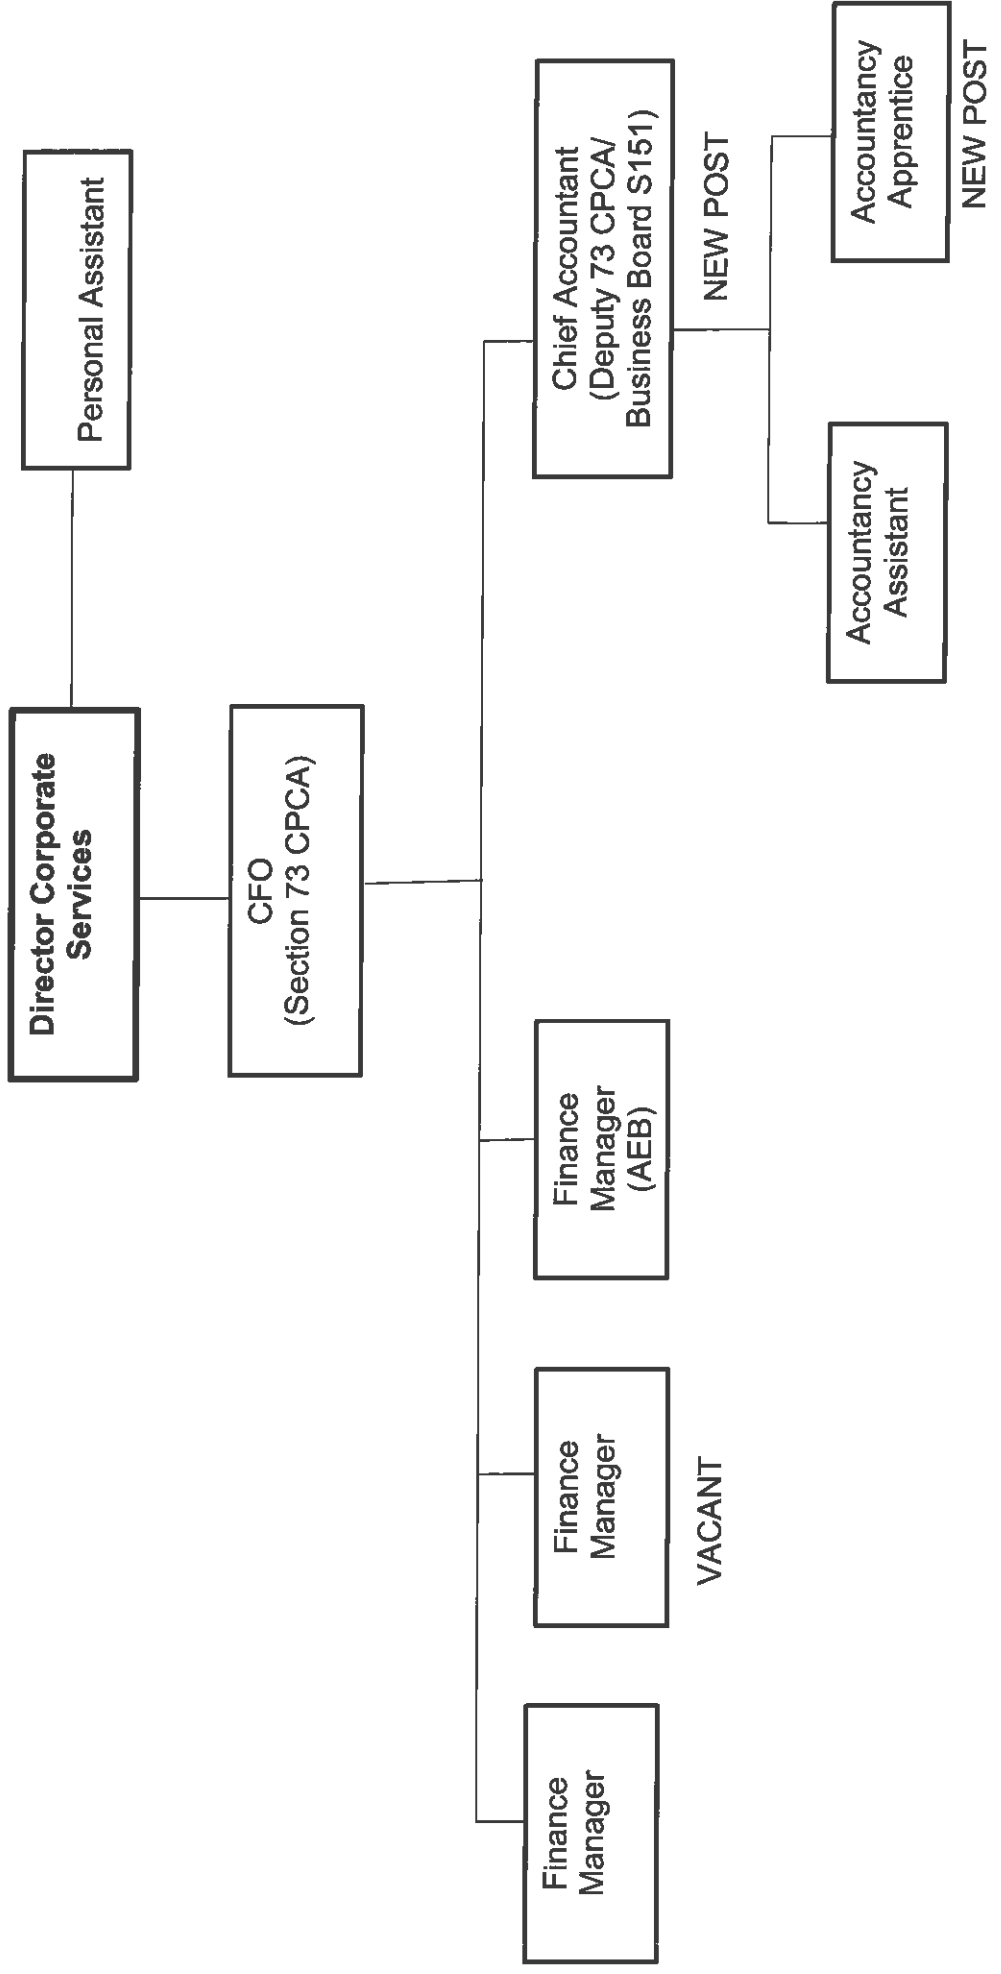 Director Corporate
Services
Personal Assistant
CFO
(Section 73 CPCA)
Finance
Manager
Finance
Manager
VACANT
Finance
Manager
(AEB)
Chief Accountant
(Deputy 73 CPCA/
Business Board S151)
NEW POST
Accountancy
Assistant
Accountancy
Apprentice
NEW POST